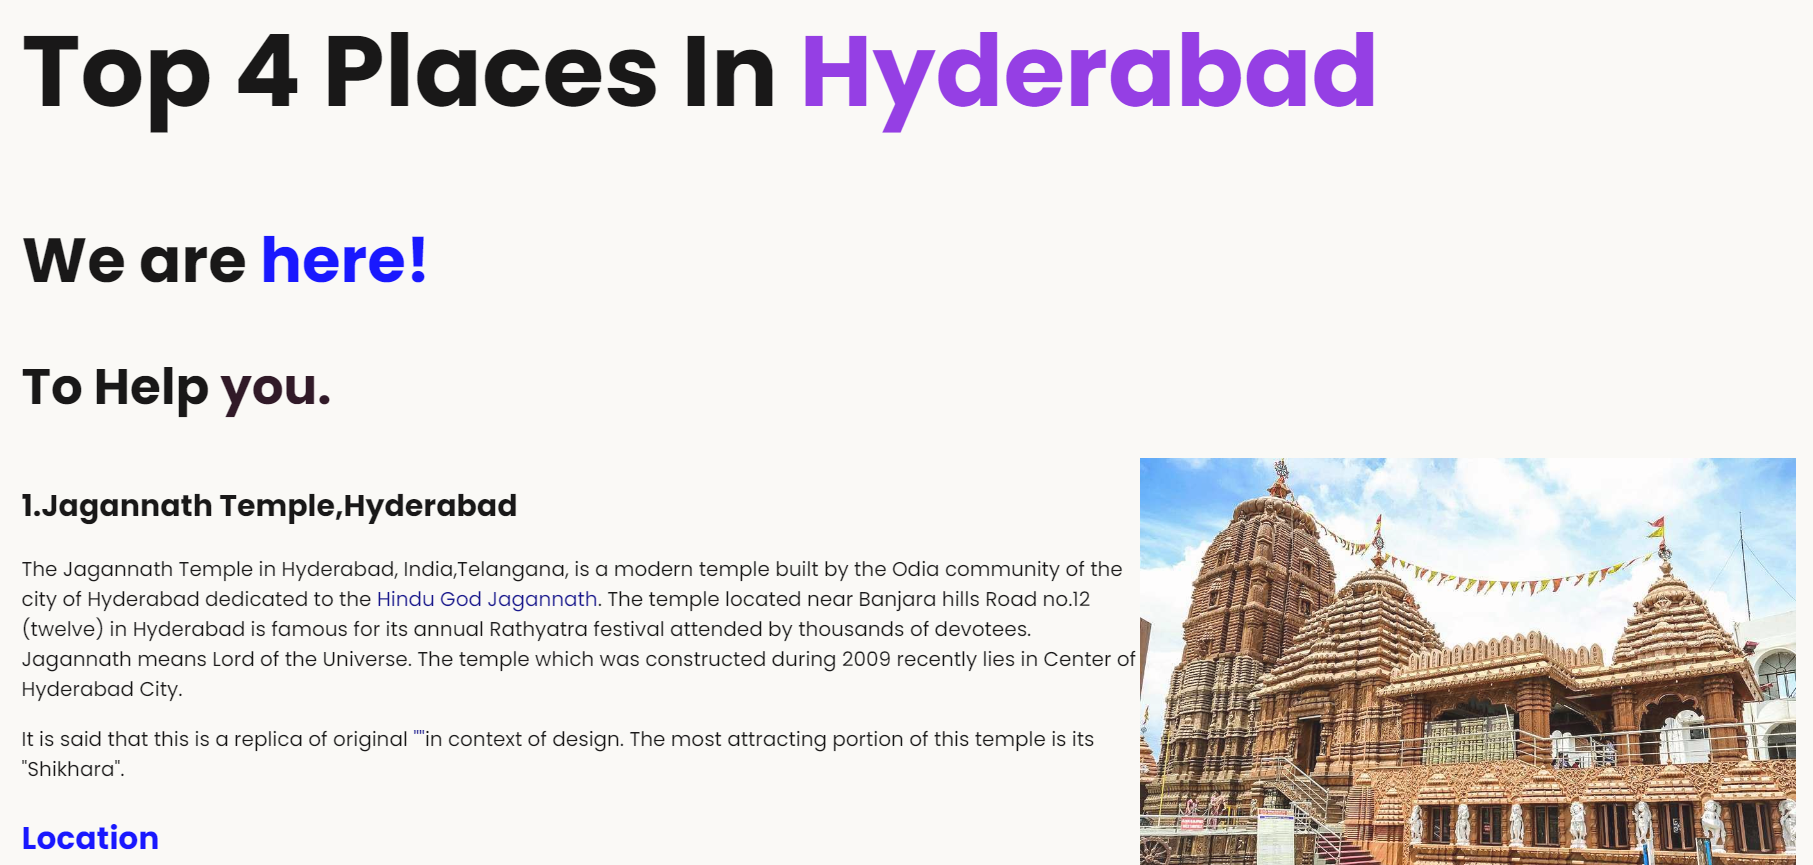 Top 4 Places In Hyderabad
We are here!
To Help you.
1.Jagannath Temple,Hyderabad
The Jagannath Temple in Hyderabad, India,Telangana, is a modern temple built by the Odia community of the
city of Hyderabad dedicated to the Hindu God Jagannath. The temple located near Banjara hills Road no.12
(twelve) in Hyderabad is famous for its annual Rathyatra festival attended by thousands of devotees.
Jagannath means Lord of the Universe. The temple which was constructed during 2009 recently lies in Center of
Hyderabad City.
It is said that this is a replica of original ""in context of design. The most attracting portion of this temple is its
"Shikhara".
Location